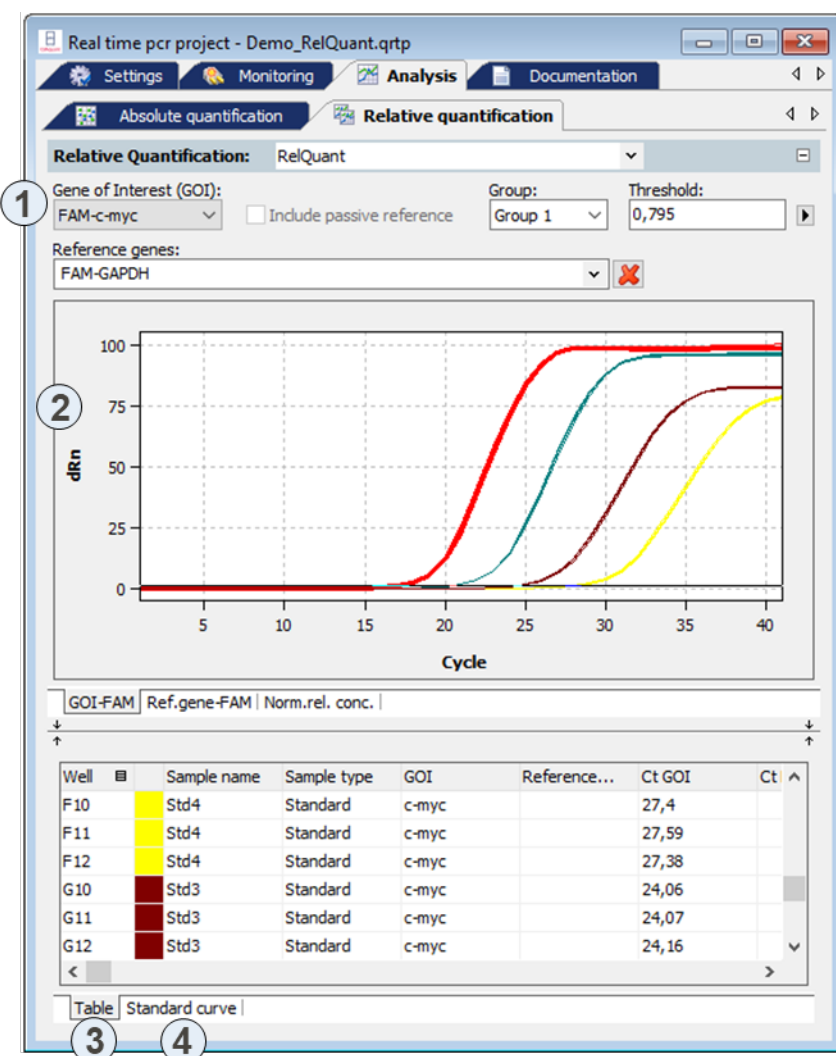 Real time pcr project - Demo_RelQuant.qrtp
Settings Monitoring Analysis Documentation
Absolute quantification Relative quantification
Relative Quantification: RelQuant
1
Gene of Interest (GOI): Group: Threshold:
FAM-c-myc Include passive reference Group 1 0,795
Reference genes:
FAM-GAPDH
2
dRn
100
75
50
25
0
5 10 15 20 25 30 35 40
Cycle
GOI-FAM Ref.gene-FAM Norm.rel. conc.
Well Sample name Sample type GOI Reference... Ct GOI Ct
F10 Std4 Standard c-myc 27,4
F11 Std4 Standard c-myc 27,59
F12 Std4 Standard c-myc 27,38
G10 Std3 Standard c-myc 24,06
G11 Std3 Standard c-myc 24,07
G12 Std3 Standard c-myc 24,16
Table Standard curve
3 4